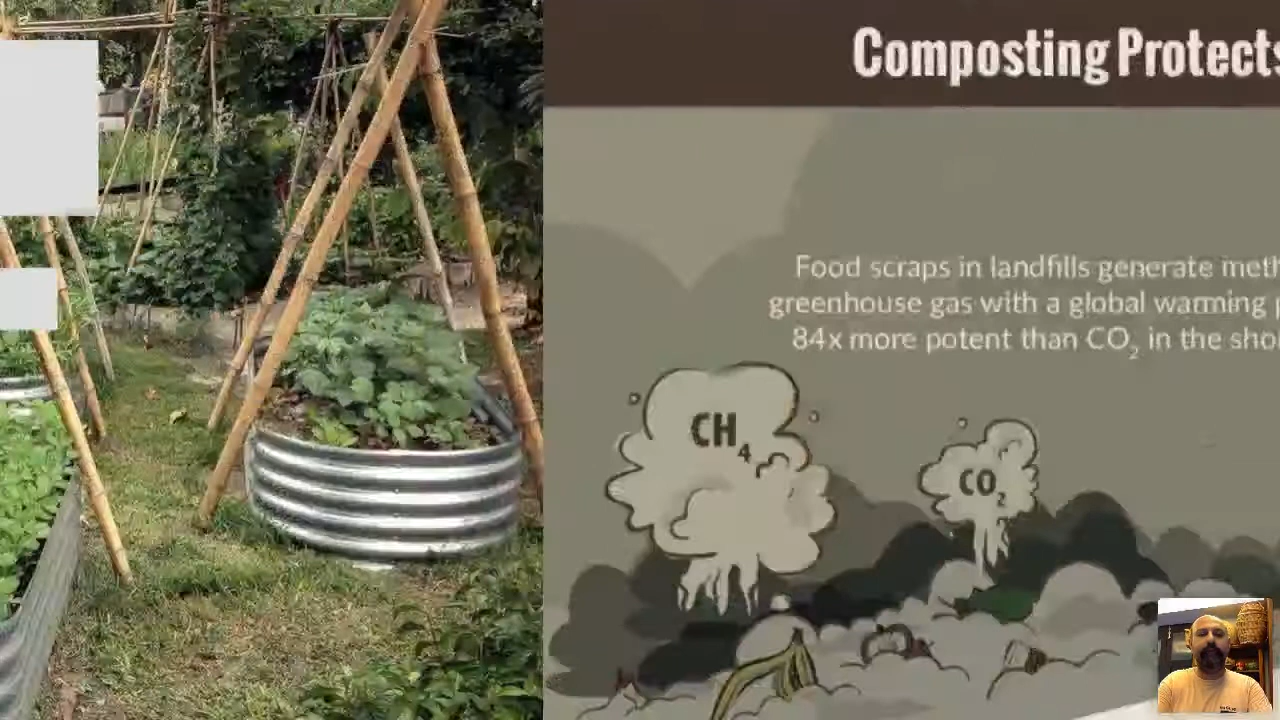 Composting Protects
Food scraps in landfills generate meth
greenhouse gas with a global warming p
84x more potent than CO₂ in the shor
CH₄
CO₂